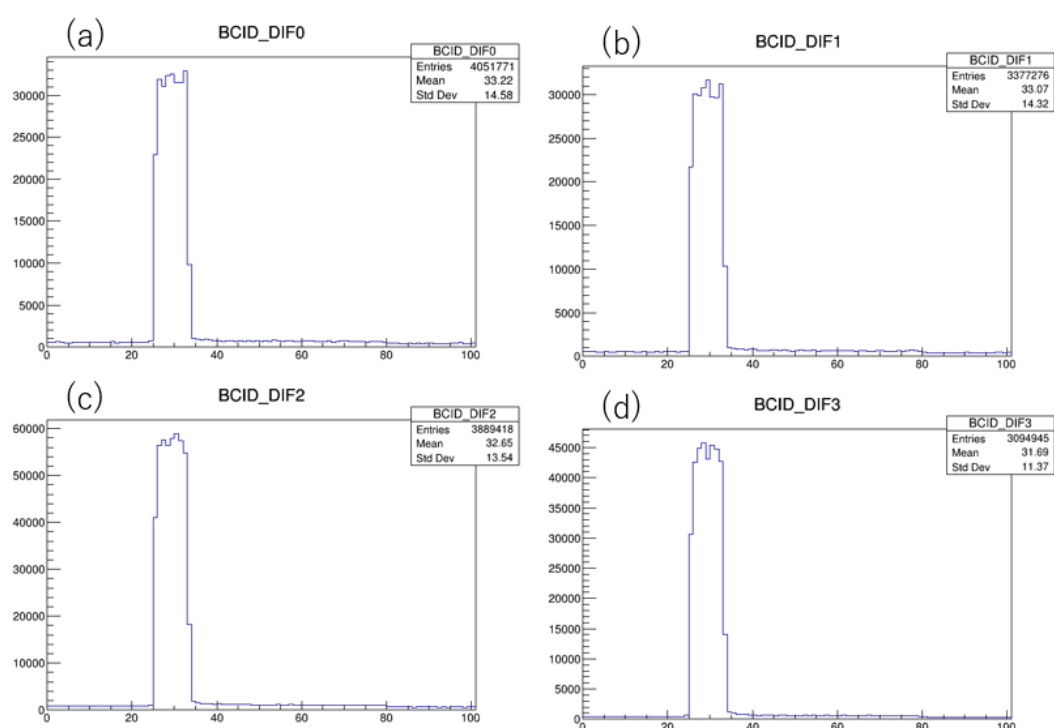 (a)
BCID_DIF0
BCID_DIF0
Entries 4051771
Mean 33.22
Std Dev 14.58
30000
25000
20000
15000
10000
5000
0
0 20 40 60 80 100
(b)
BCID_DIF1
BCID_DIF1
Entries 3377276
Mean 33.07
Std Dev 14.32
30000
25000
20000
15000
10000
5000
0
0 20 40 60 80 100
(c)
BCID_DIF2
BCID_DIF2
Entries 3889418
Mean 32.65
Std Dev 13.54
60000
50000
40000
30000
20000
10000
0
0 20 40 60 80 100
(d)
BCID_DIF3
BCID_DIF3
Entries 3094945
Mean 31.69
Std Dev 11.37
45000
40000
35000
30000
25000
20000
15000
10000
5000
0
0 20 40 60 80 100